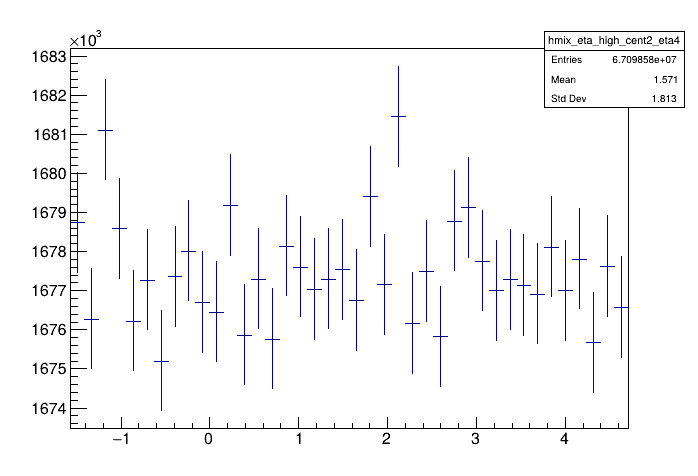 ×10³
hmix_eta_high_cent2_eta4
Entries 6.709858e+07
Mean 1.571
Std Dev 1.813
1683
1682
1681
1680
1679
1678
1677
1676
1675
1674
−1 0 1 2 3 4